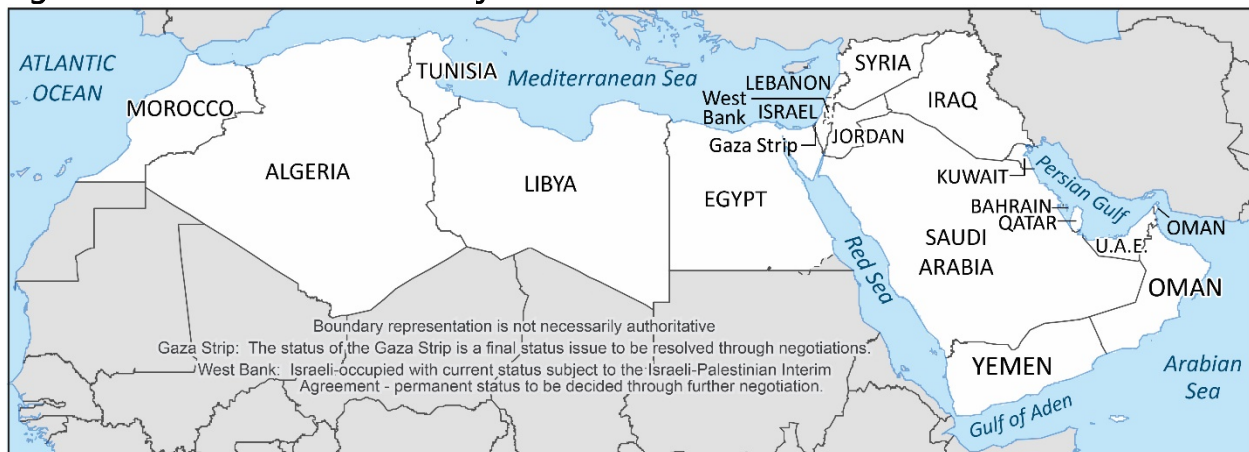 ATLANTIC
OCEAN
MOROCCO
ALGERIA
TUNISIA
Mediterranean Sea
LIBYA
EGYPT
LEBANON
West
Bank
ISRAEL
Gaza Strip
SYRIA
JORDAN
IRAQ
KUWAIT
Persian Gulf
BAHRAIN
QATAR
U.A.E.
OMAN
SAUDI
ARABIA
Red Sea
OMAN
YEMEN
Gulf of Aden
Arabian
Sea
Boundary representation is not necessarily authoritative
Gaza Strip: The status of the Gaza Strip is a final status issue to be resolved through negotiations.
West Bank: Israeli-occupied with current status subject to the Israeli-Palestinian Interim
Agreement - permanent status to be decided through further negotiation.